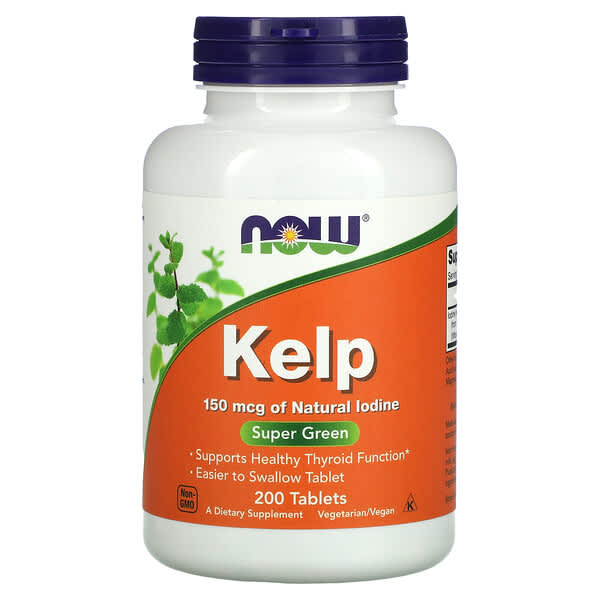 NOW®
Kelp
150 mcg of Natural Iodine
Super Green
• Supports Healthy Thyroid Function*
• Easier to Swallow Tablet
200 Tablets
Non-
GMO
A Dietary Supplement Vegetarian/Vegan
K